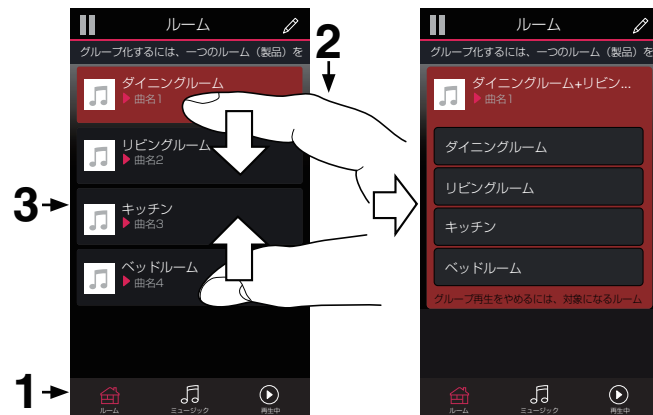 ルーム
グループ化するには、一つのルーム（製品）を
2
ダイニングルーム
曲名1
リビングルーム
曲名2
3
キッチン
曲名3
ベッドルーム
曲名4
1
ルーム
ミュージック
再生中
ルーム
グループ化するには、一つのルーム（製品）を
ダイニングルーム+リビン...
曲名1
ダイニングルーム
リビングルーム
キッチン
ベッドルーム
グループ再生をやめるには、対象になるルーム
ルーム
ミュージック
再生中